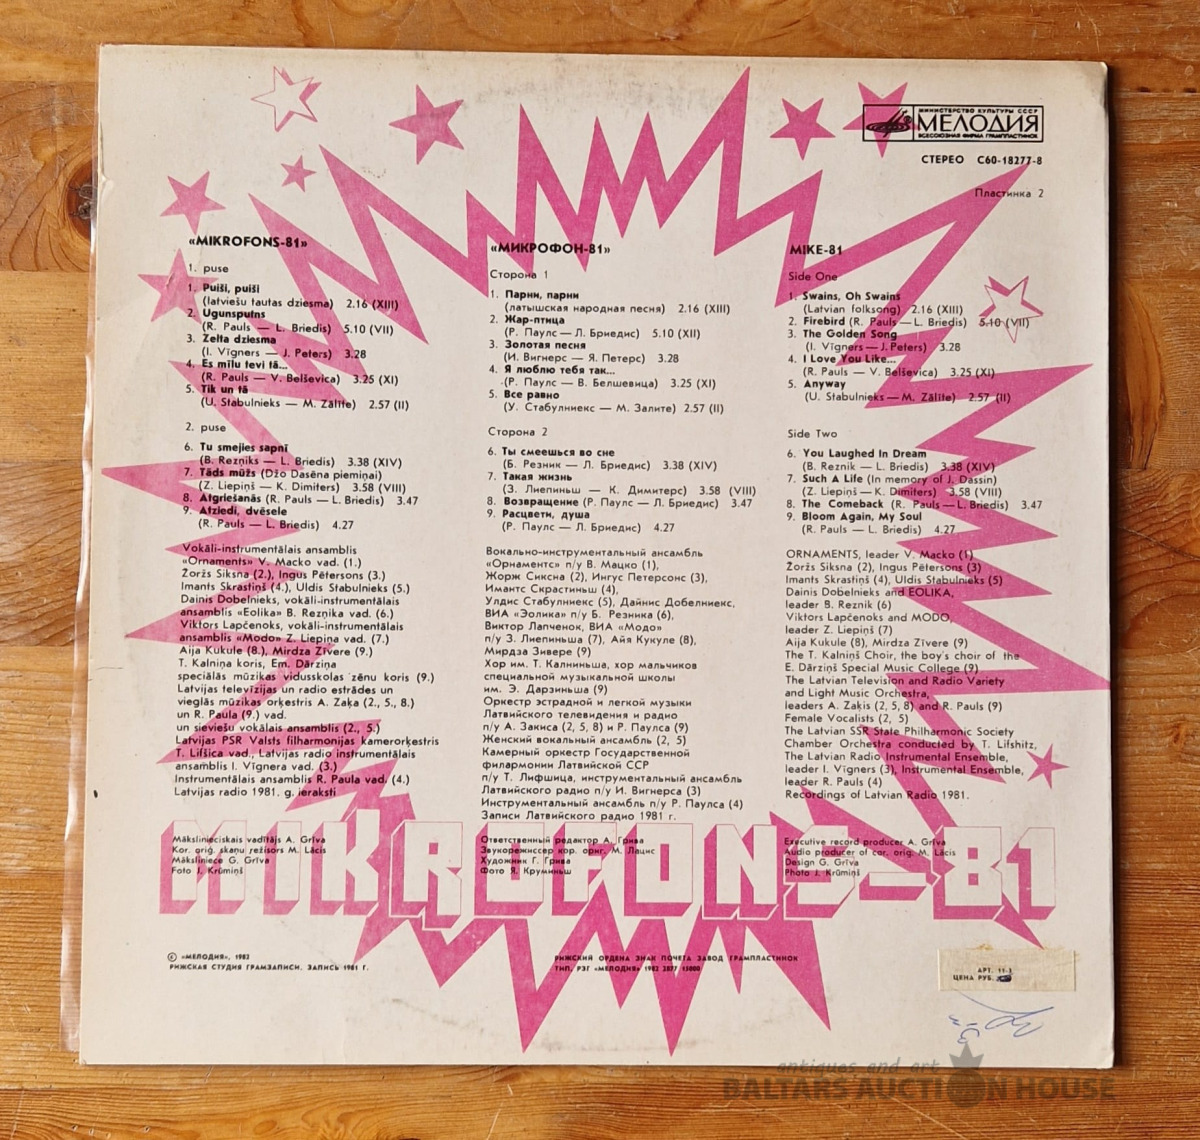 МИНИСТЕРСТВО КУЛЬТУРЫ СССР
МЕЛОДИЯ
ВСЕСОЮЗНАЯ ФИРМА ГРАМПЛАСТИНОК
СТЕРЕО С60-18277-8
Пластинка 2
«MIKROFONS-81»
1. puse
1. Puiši, puiši
(latviešu tautas dziesma) 2.16 (XIII)
2. Ugunsputns
(R. Pauls — L. Briedis) 5.10 (VII)
3. Zelta dziesma
(I. Vīgners — J. Peters) 3.28
4. Es mīlu tevi tā...
(R. Pauls — V. Belševica) 3.25 (XI)
5. Tik un tā
(U. Stabulnieks — M. Zālīte) 2.57 (II)
2. puse
6. Tu smejies sapnī
(B. Rezņiks — L. Briedis) 3.38 (XIV)
7. Tāds mūžs (Džo Dasēna piemiņai)
(Z. Liepiņš — K. Dimiters) 3.58 (VIII)
8. Atgriešanās (R. Pauls — L. Briedis) 3.47
9. Atziedi, dvēsele
(R. Pauls — L. Briedis) 4.27
Vokāli-instrumentālais ansamblis
«Ornaments» V. Macko vad. (1.)
Žoržs Siksna (2.), Ingus Pētersons (3.)
Imants Skrastiņš (4.), Uldis Stabulnieks (5.)
Dainis Dobelnieks, vokāli-instrumentālais
ansamblis «Eolika» B. Rezņika vad. (6.)
Viktors Lapčenoks, vokāli-instrumentālais
ansamblis «Modo» Z. Liepiņa vad. (7.)
Aija Kukule (8.), Mirdza Zīvere (9.)
T. Kalniņa koris, Em. Dārziņa
speciālās mūzikas vidusskolas zēnu koris (9.)
Latvijas televīzijas un radio estrādes un
vieglās mūzikas orķestris A. Zaķa (2., 5., 8.)
un R. Paula (9.) vad.
un sieviešu vokālais ansamblis (2., 5.)
Latvijas PSR Valsts filharmonijas kamerorķestris
T. Lifšica vad., Latvijas radio instrumentālais
ansamblis I. Vīgnera vad. (3.)
Instrumentālais ansamblis R. Paula vad. (4.)
Latvijas radio 1981. g. ieraksti
Mākslinieciskais vadītājs A. Grīva
Kor. oriģ. skaņu režisors M. Lācis
Māksliniece G. Grīva
Foto J. Krūmiņš
«МИКРОФОН-81»
Сторона 1
1. Парни, парни
(латышская народная песня) 2.16 (XIII)
2. Жар-птица
(Р. Паулс — Л. Бриедис) 5.10 (XII)
3. Золотая песня
(И. Вигнерс — Я. Петерс) 3.28
4. Я люблю тебя так...
(Р. Паулс — В. Белшевица) 3.25 (XI)
5. Все равно
(У. Стабулниекс — М. Залите) 2.57 (II)
Сторона 2
6. Ты смеешься во сне
(Б. Резник — Л. Бриедис) 3.38 (XIV)
7. Такая жизнь
(З. Лиепиньш — К. Димитерс) 3.58 (VIII)
8. Возвращение (Р. Паулс — Л. Бриедис) 3.47
9. Расцвети, душа
(Р. Паулс — Л. Бриедис) 4.27
Вокально-инструментальный ансамбль
«Орнаментс» п/у В. Мацко (1),
Жорж Сиксна (2), Ингус Петерсонс (3),
Имантс Скрастиньш (4),
Улдис Стабулниекс (5), Дайнис Добелниекс,
ВИА «Эолика» п/у Б. Резника (6),
Виктор Лапченок, ВИА «Модо»
п/у З. Лиепиньша (7), Айя Кукуле (8),
Мирдза Зивере (9)
Хор им. Т. Калниньша, хор мальчиков
специальной музыкальной школы
им. Э. Дарзиньша (9)
Оркестр эстрадной и легкой музыки
Латвийского телевидения и радио
п/у А. Закиса (2, 5, 8) и Р. Паулса (9)
Женский вокальный ансамбль (2, 5)
Камерный оркестр Государственной
филармонии Латвийской ССР
п/у Т. Лифшица, инструментальный ансамбль
Латвийского радио п/у И. Вигнерса (3)
Инструментальный ансамбль п/у Р. Паулса (4)
Записи Латвийского радио 1981 г.
Ответственный редактор А. Грива
Звукорежиссер кор. ориг. М. Лацис
Художник Г. Грива
Фото Я. Круминьш
MIKE-81
Side One
1. Swains, Oh Swains
(Latvian folksong) 2.16 (XIII)
2. Firebird (R. Pauls — L. Briedis) 5.10 (VII)
3. The Golden Song
(I. Vīgners — J. Peters) 3.28
4. I Love You Like...
(R. Pauls — V. Belševica) 3.25 (XI)
5. Anyway
(U. Stabulnieks — M. Zālīte) 2.57 (II)
Side Two
6. You Laughed In Dream
(B. Reznik — L. Briedis) 3.38 (XIV)
7. Such A Life (In memory of J. Dassin)
(Z. Liepiņš — K. Dimiters) 3.58 (VIII)
8. The Comeback (R. Pauls — L. Briedis) 3.47
9. Bloom Again, My Soul
(R. Pauls — L. Briedis) 4.27
ORNAMENTS, leader V. Macko (1)
Žoržs Siksna (2), Ingus Pētersons (3)
Imants Skrastiņš (4), Uldis Stabulnieks (5)
Dainis Dobelnieks and EOLIKA,
leader B. Reznik (6)
Viktors Lapčenoks and MODO,
leader Z. Liepiņš (7)
Aija Kukule (8), Mirdza Zīvere (9)
The T. Kalniņš Choir, the boy's choir of the
E. Dārziņš Special Music College (9)
The Latvian Television and Radio Variety
and Light Music Orchestra,
leaders A. Zaķis (2, 5, 8) and R. Pauls (9)
Female Vocalists (2, 5)
The Latvian SSR State Philharmonic Society
Chamber Orchestra conducted by T. Lifshitz,
The Latvian Radio Instrumental Ensemble,
leader I. Vīgners (3), Instrumental Ensemble,
leader R. Pauls (4)
Recordings of Latvian Radio 1981.
Executive record producer A. Grīva
Audio producer of cor. orig. M. Lācis
Design G. Grīva
Photo J. Krūmiņš
MIKROFONS-81
© «МЕЛОДИЯ», 1982
РИЖСКАЯ СТУДИЯ ГРАМЗАПИСИ. ЗАПИСЬ 1981 Г.
РИЖСКИЙ ОРДЕНА ЗНАК ПОЧЕТА ЗАВОД ГРАМПЛАСТИНОК
ТИП. РЗГ «МЕЛОДИЯ» 1982 2877 15000
АРТ. 11-3
ЦЕНА РУБ.
antiques and art
BALTARS AUCTION HOUSE